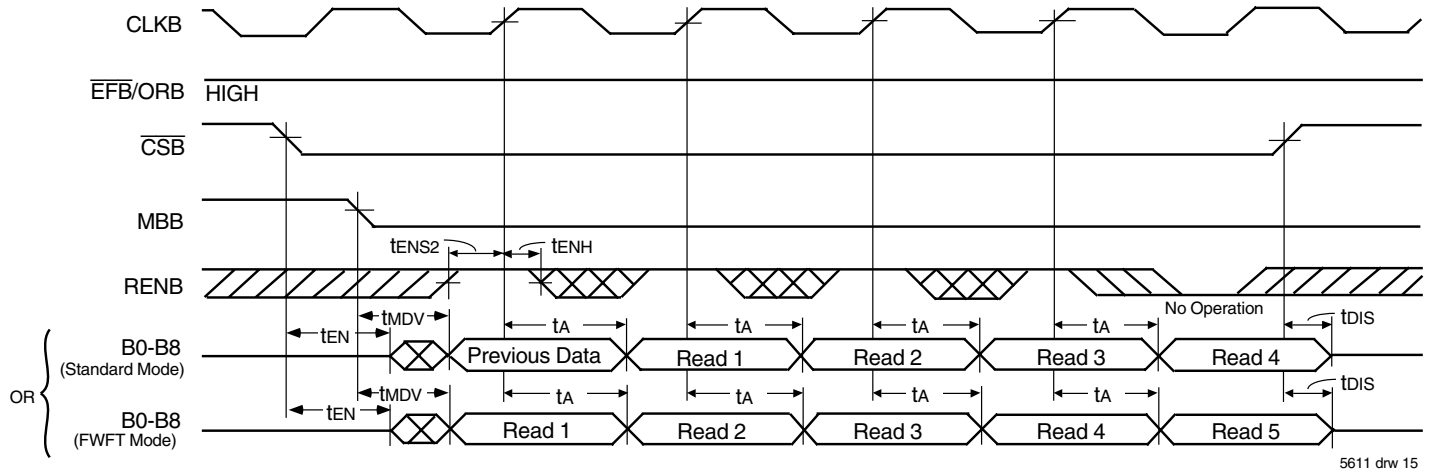 CLKB
EFB/ORB HIGH
CSB
MBB
tENS2 tENH
RENB
No Operation
tEN tMDV tA tA tA tA tDIS
B0-B8 Previous Data Read 1 Read 2 Read 3 Read 4
(Standard Mode)
OR
tEN tMDV tA tA tA tA tDIS
B0-B8 Read 1 Read 2 Read 3 Read 4 Read 5
(FWFT Mode)
5611 drw 15